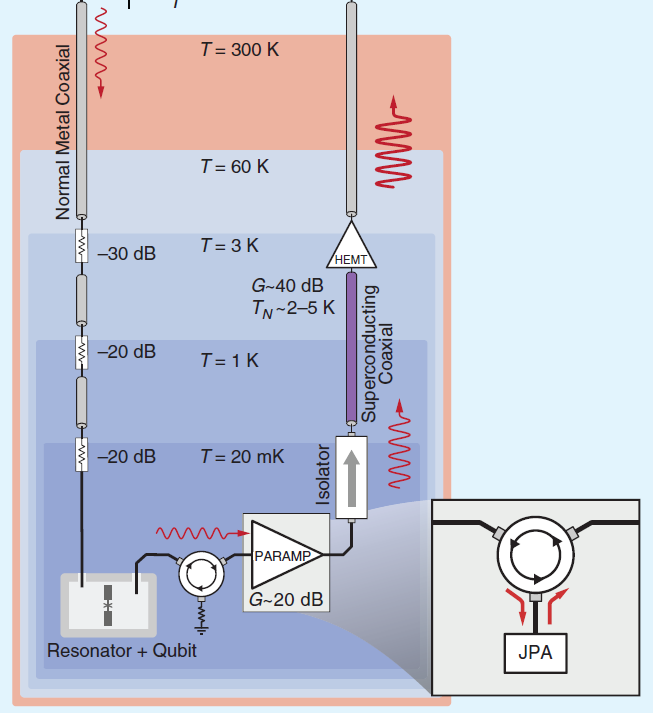 T = 300 K
Normal Metal Coaxial
T = 60 K
T = 3 K
–30 dB
HEMT
G~40 dB
T_N ~2–5 K
Superconducting
Coaxial
–20 dB
T = 1 K
–20 dB
T = 20 mK
Isolator
PARAMP
G~20 dB
Resonator + Qubit
JPA